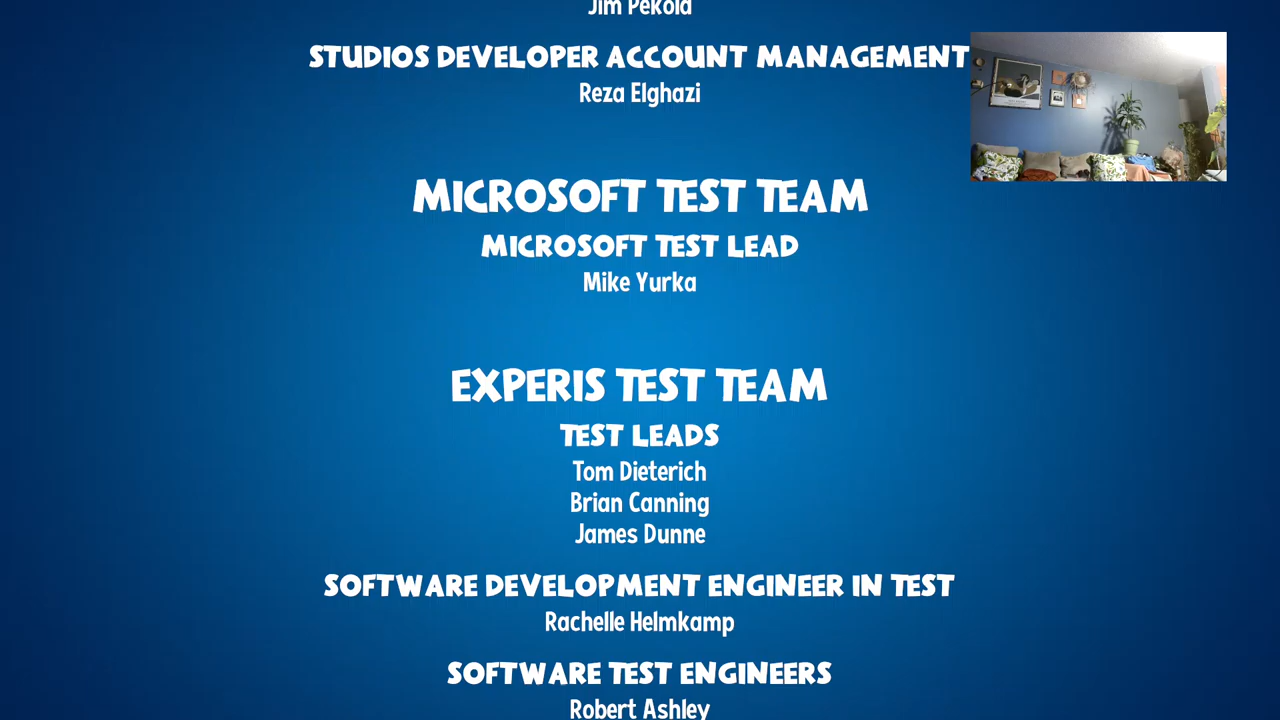 Jim Pekola
STUDIOS DEVELOPER ACCOUNT MANAGEMENT
Reza Elghazi
MICROSOFT TEST TEAM
MICROSOFT TEST LEAD
Mike Yurka
EXPERIS TEST TEAM
TEST LEADS
Tom Dieterich
Brian Canning
James Dunne
SOFTWARE DEVELOPMENT ENGINEER IN TEST
Rachelle Helmkamp
SOFTWARE TEST ENGINEERS
Robert Ashley